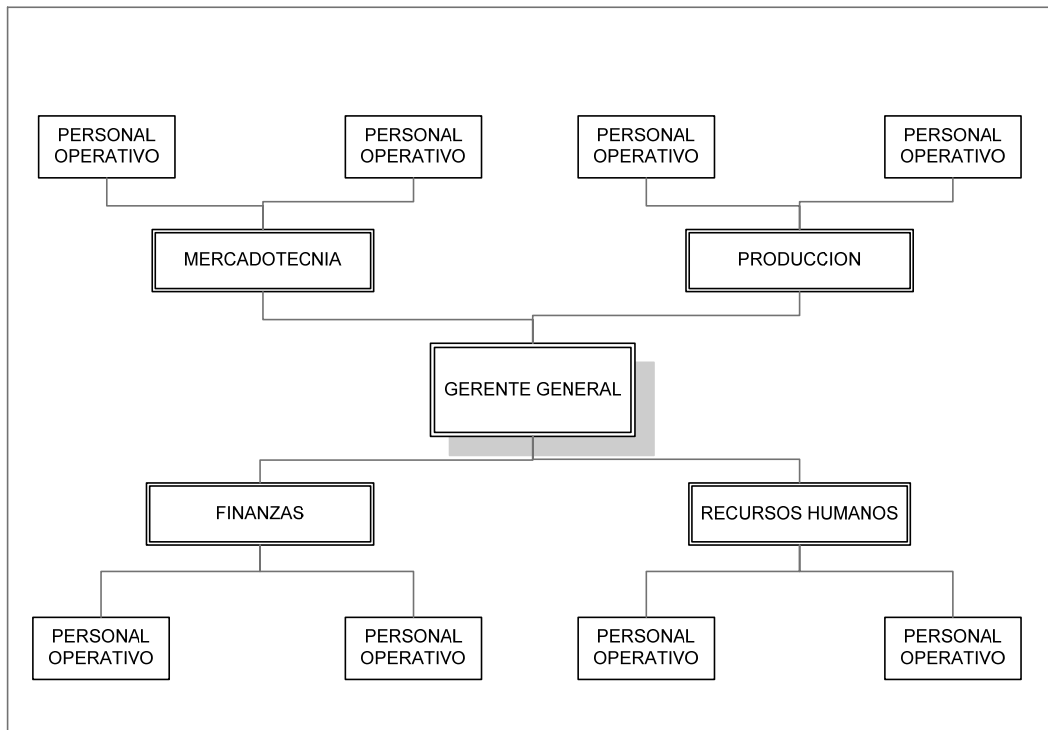 PERSONAL
OPERATIVO
PERSONAL
OPERATIVO
PERSONAL
OPERATIVO
PERSONAL
OPERATIVO
MERCADOTECNIA
PRODUCCION
GERENTE GENERAL
FINANZAS
RECURSOS HUMANOS
PERSONAL
OPERATIVO
PERSONAL
OPERATIVO
PERSONAL
OPERATIVO
PERSONAL
OPERATIVO